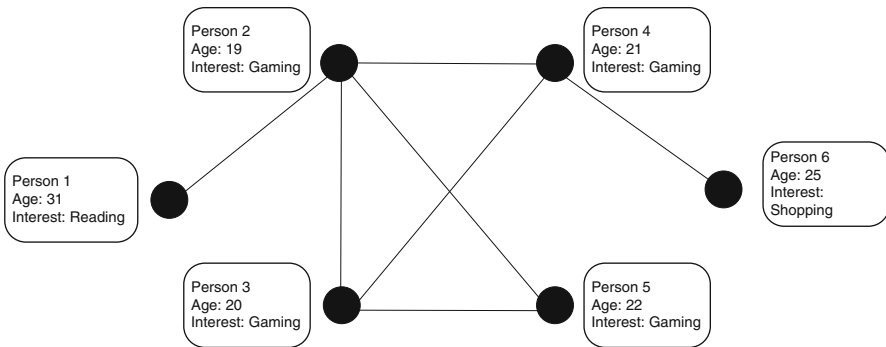 Person 2
Age: 19
Interest: Gaming
Person 4
Age: 21
Interest: Gaming
Person 1
Age: 31
Interest: Reading
Person 6
Age: 25
Interest:
Shopping
Person 3
Age: 20
Interest: Gaming
Person 5
Age: 22
Interest: Gaming